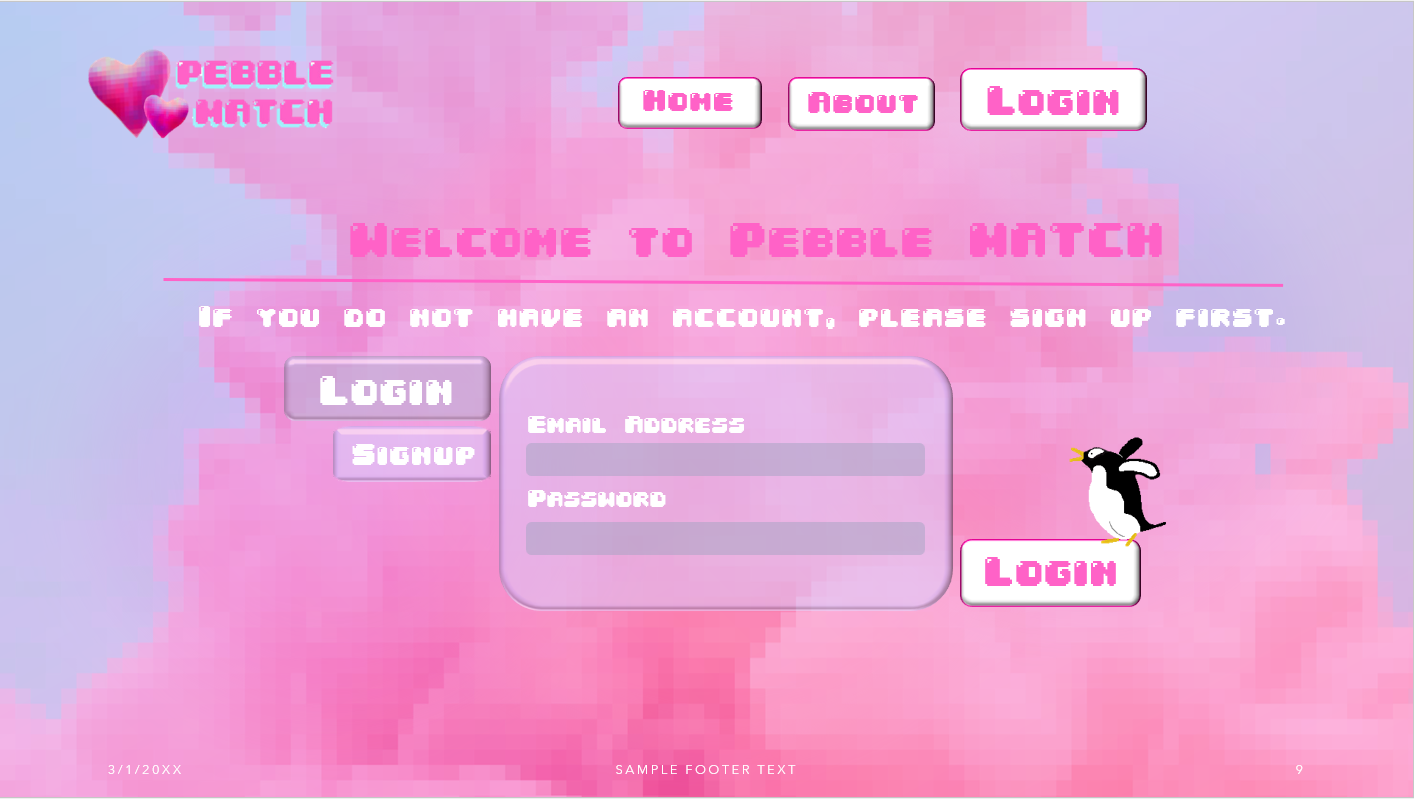 PEBBLE
MATCH
Home
About
Login
Welcome to Pebble MATCH
If you do not have an account, please sign up first.
Login
Signup
Email Address
Password
Login
3/1/20XX
SAMPLE FOOTER TEXT
9